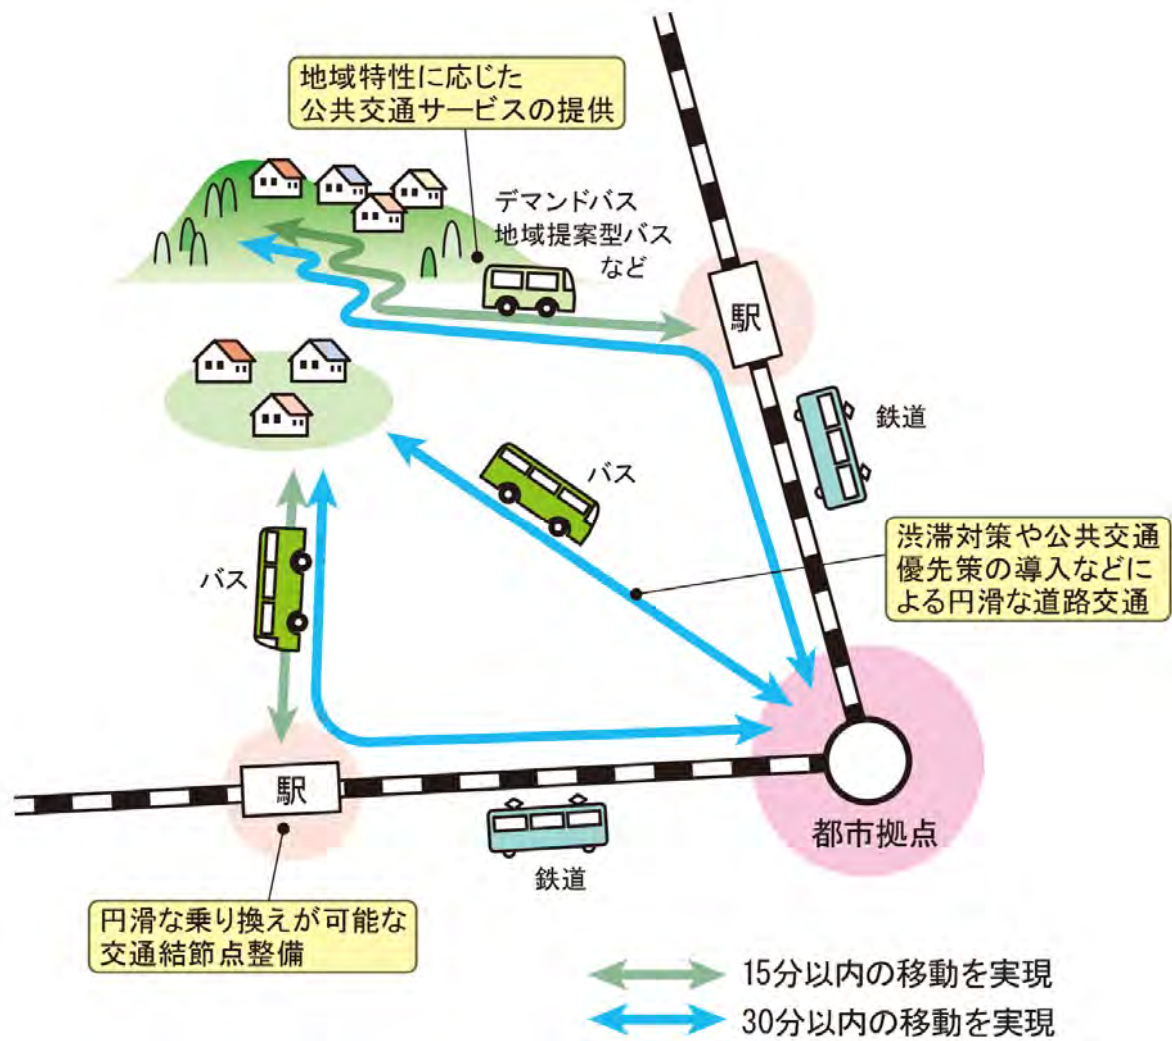 地域特性に応じた
公共交通サービスの提供
デマンドバス
地域提案型バス
など
駅
鉄道
バス
渋滞対策や公共交通
優先策の導入などに
よる円滑な道路交通
バス
駅
都市拠点
鉄道
円滑な乗り換えが可能な
交通結節点整備
15分以内の移動を実現
30分以内の移動を実現